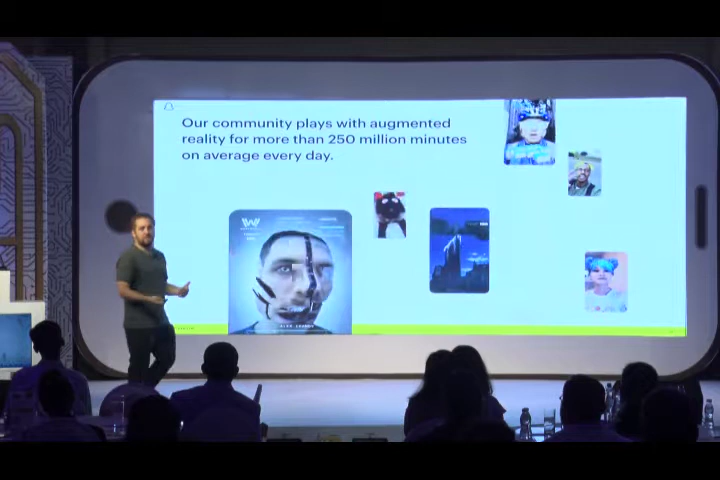 Our community plays with augmented
reality for more than 250 million minutes
on average every day.